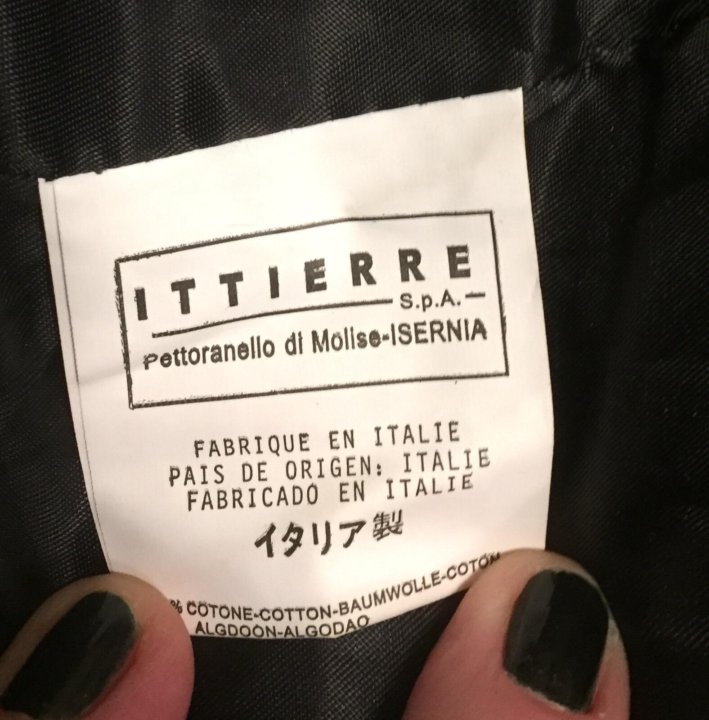 ITTIERRE
S.p.A.
Pettoranello di Molise-ISERNIA
FABRIQUE EN ITALIE
PAIS DE ORIGEN: ITALIE
FABRICADO EN ITALIE
イタリア製
% COTONE-COTTON-BAUMWOLLE-COTON
ALGDOON-ALGODAO